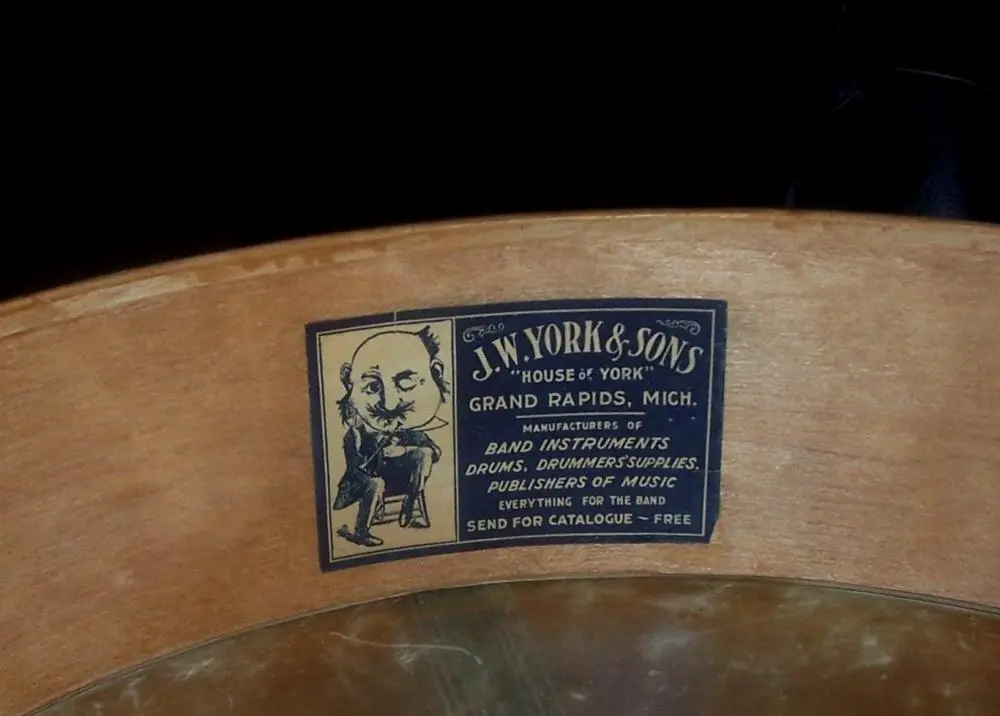 J.W. YORK & SONS
"HOUSE OF YORK"
GRAND RAPIDS, MICH.
MANUFACTURERS OF
BAND INSTRUMENTS
DRUMS, DRUMMERS' SUPPLIES.
PUBLISHERS OF MUSIC
EVERYTHING FOR THE BAND
SEND FOR CATALOGUE ~ FREE